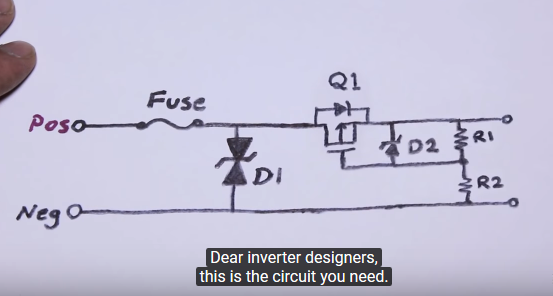 Q1
Fuse
Pos
R1
D2
D1
R2
Neg
Dear inverter designers,
this is the circuit you need.